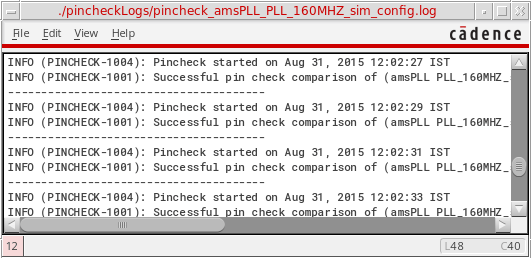 ./pincheckLogs/pincheck_amsPLL_PLL_160MHZ_sim_config.log
File Edit View Help cādence
INFO (PINCHECK-1004): Pincheck started on Aug 31, 2015 12:02:27 IST
INFO (PINCHECK-1001): Successful pin check comparison of (amsPLL PLL_160MHZ_
---------------------------------------
INFO (PINCHECK-1004): Pincheck started on Aug 31, 2015 12:02:29 IST
INFO (PINCHECK-1001): Successful pin check comparison of (amsPLL PLL_160MHZ_
---------------------------------------
INFO (PINCHECK-1004): Pincheck started on Aug 31, 2015 12:02:31 IST
INFO (PINCHECK-1001): Successful pin check comparison of (amsPLL PLL_160MHZ_
---------------------------------------
INFO (PINCHECK-1004): Pincheck started on Aug 31, 2015 12:02:33 IST
INFO (PINCHECK-1001): Successful pin check comparison of (amsPLL PLL_160MHZ_
12 L48 C40